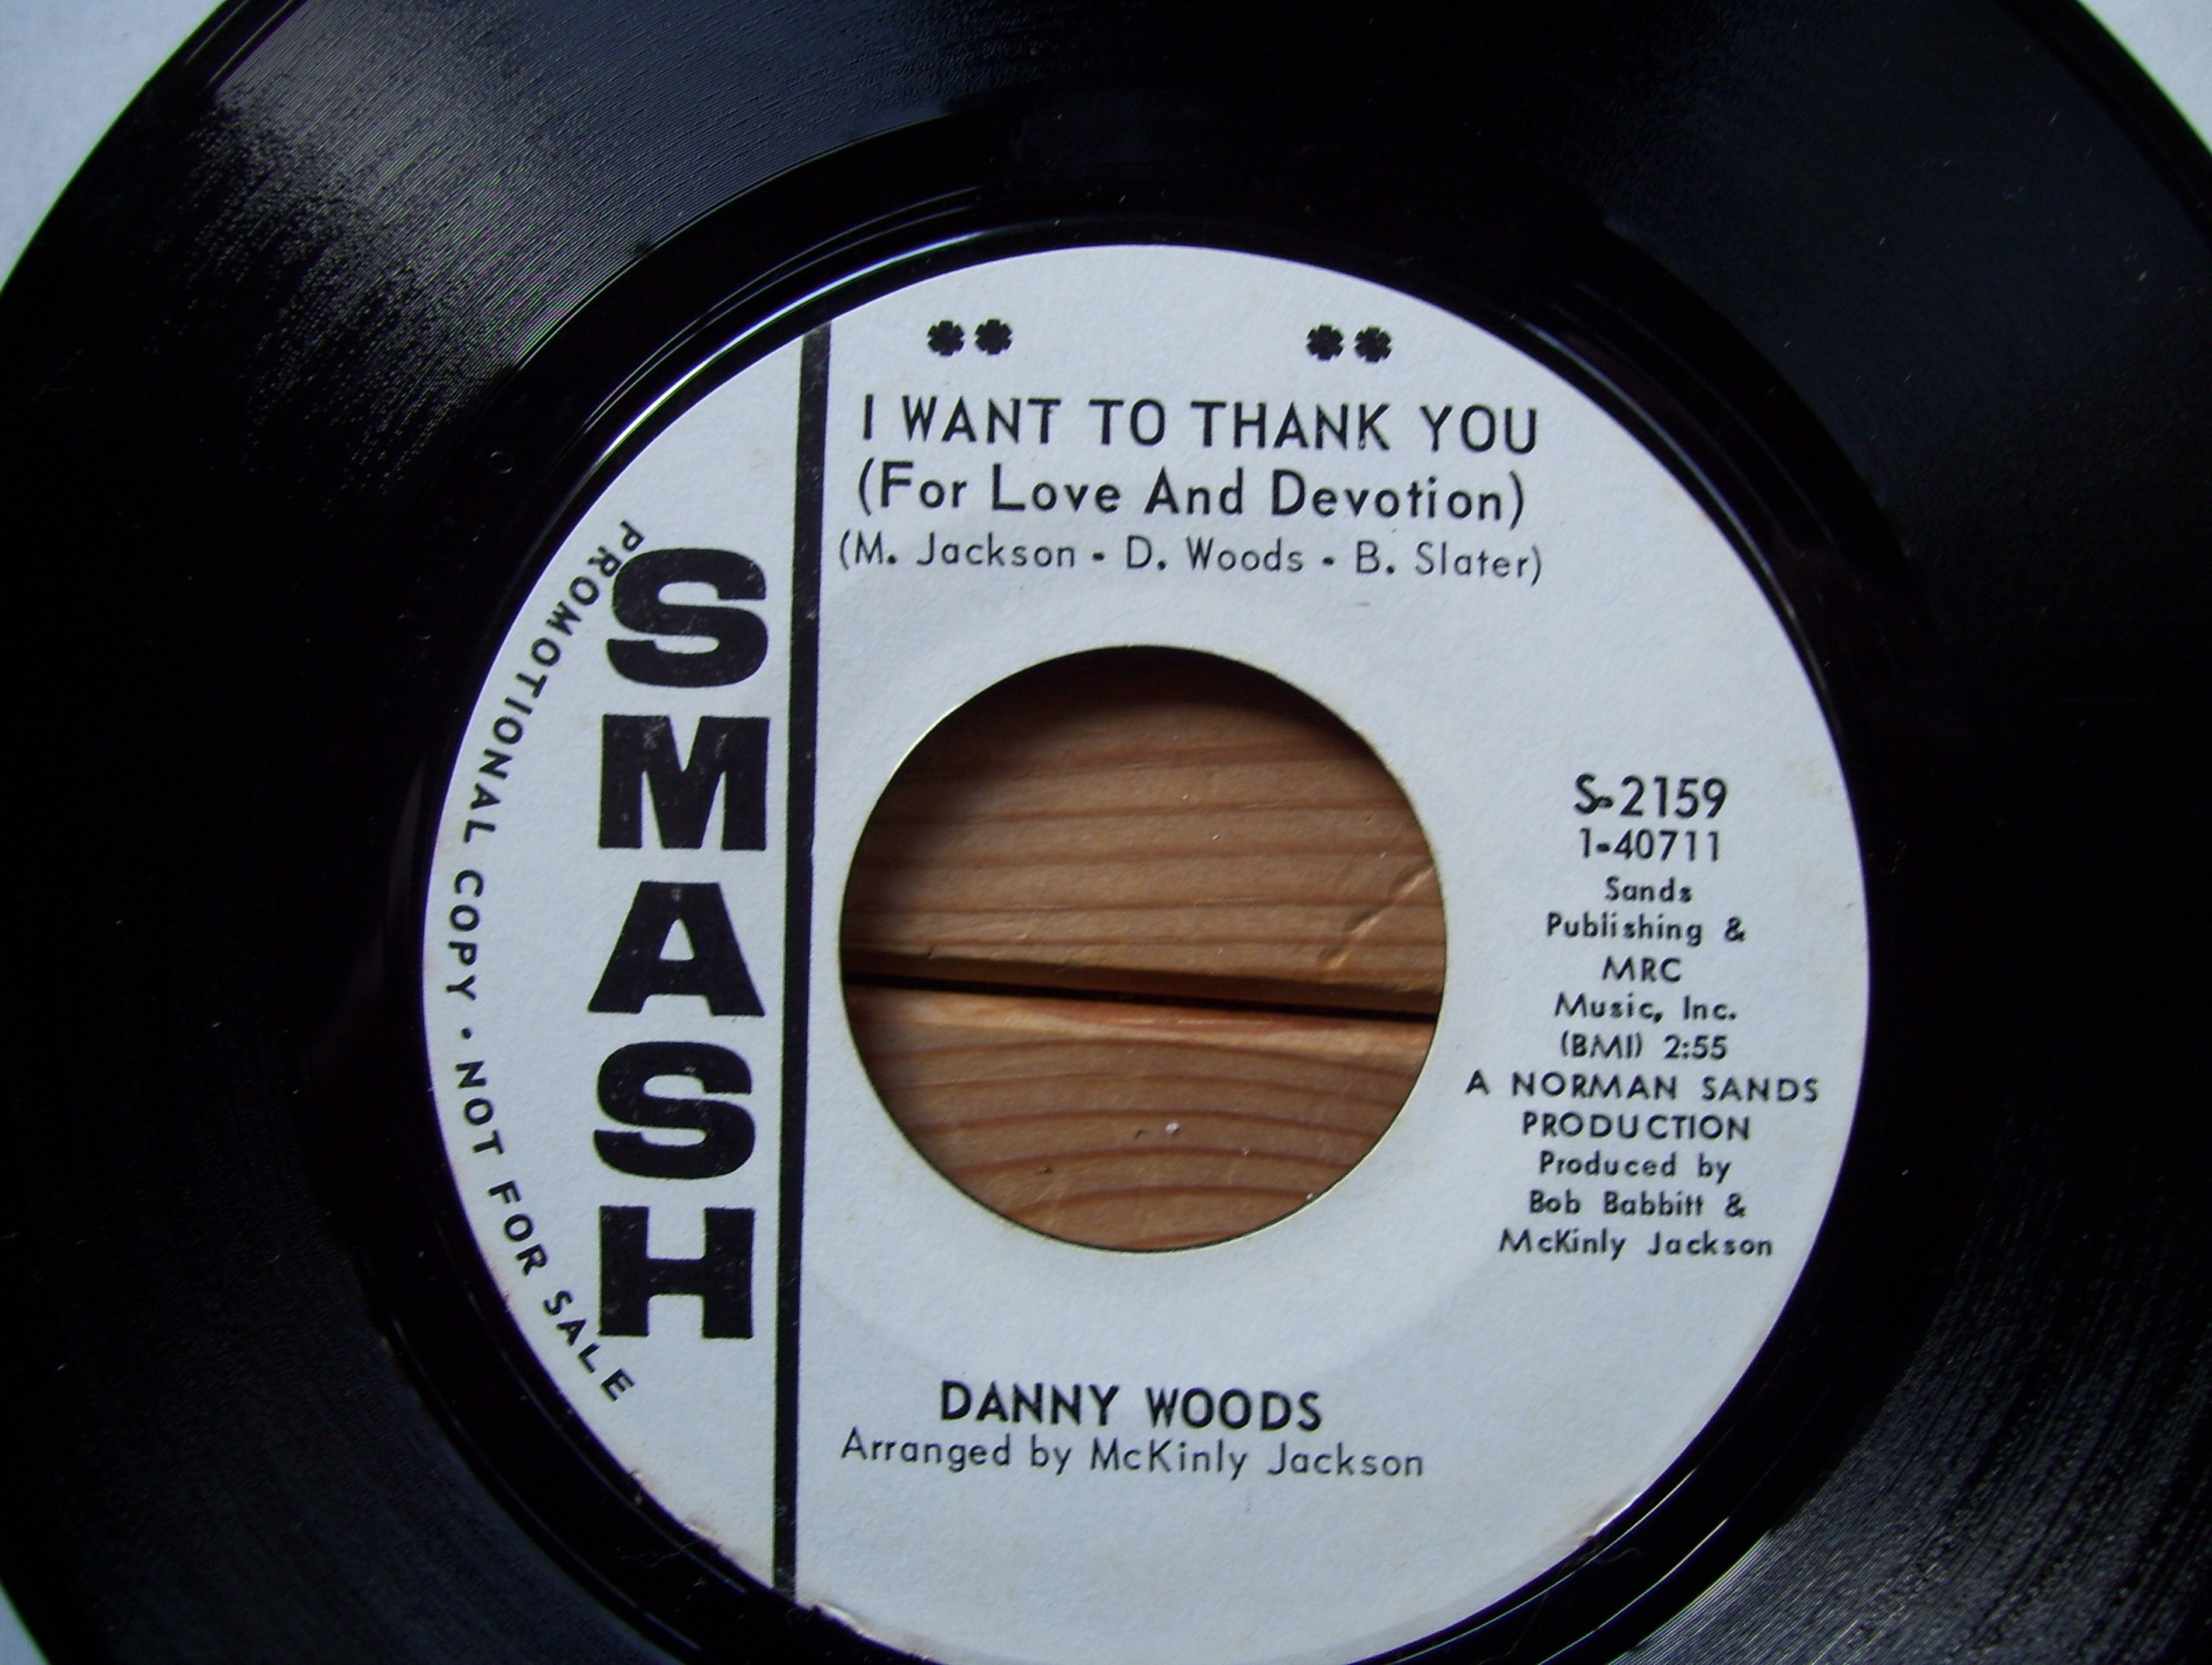 ** **
I WANT TO THANK YOU
(For Love And Devotion)
(M. Jackson - D. Woods - B. Slater)
PROMOTIONAL COPY • NOT FOR SALE
SMASH
S-2159
1-40711
Sands
Publishing &
MRC
Music, Inc.
(BMI) 2:55
A NORMAN SANDS
PRODUCTION
Produced by
Bob Babbitt &
McKinly Jackson
DANNY WOODS
Arranged by McKinly Jackson